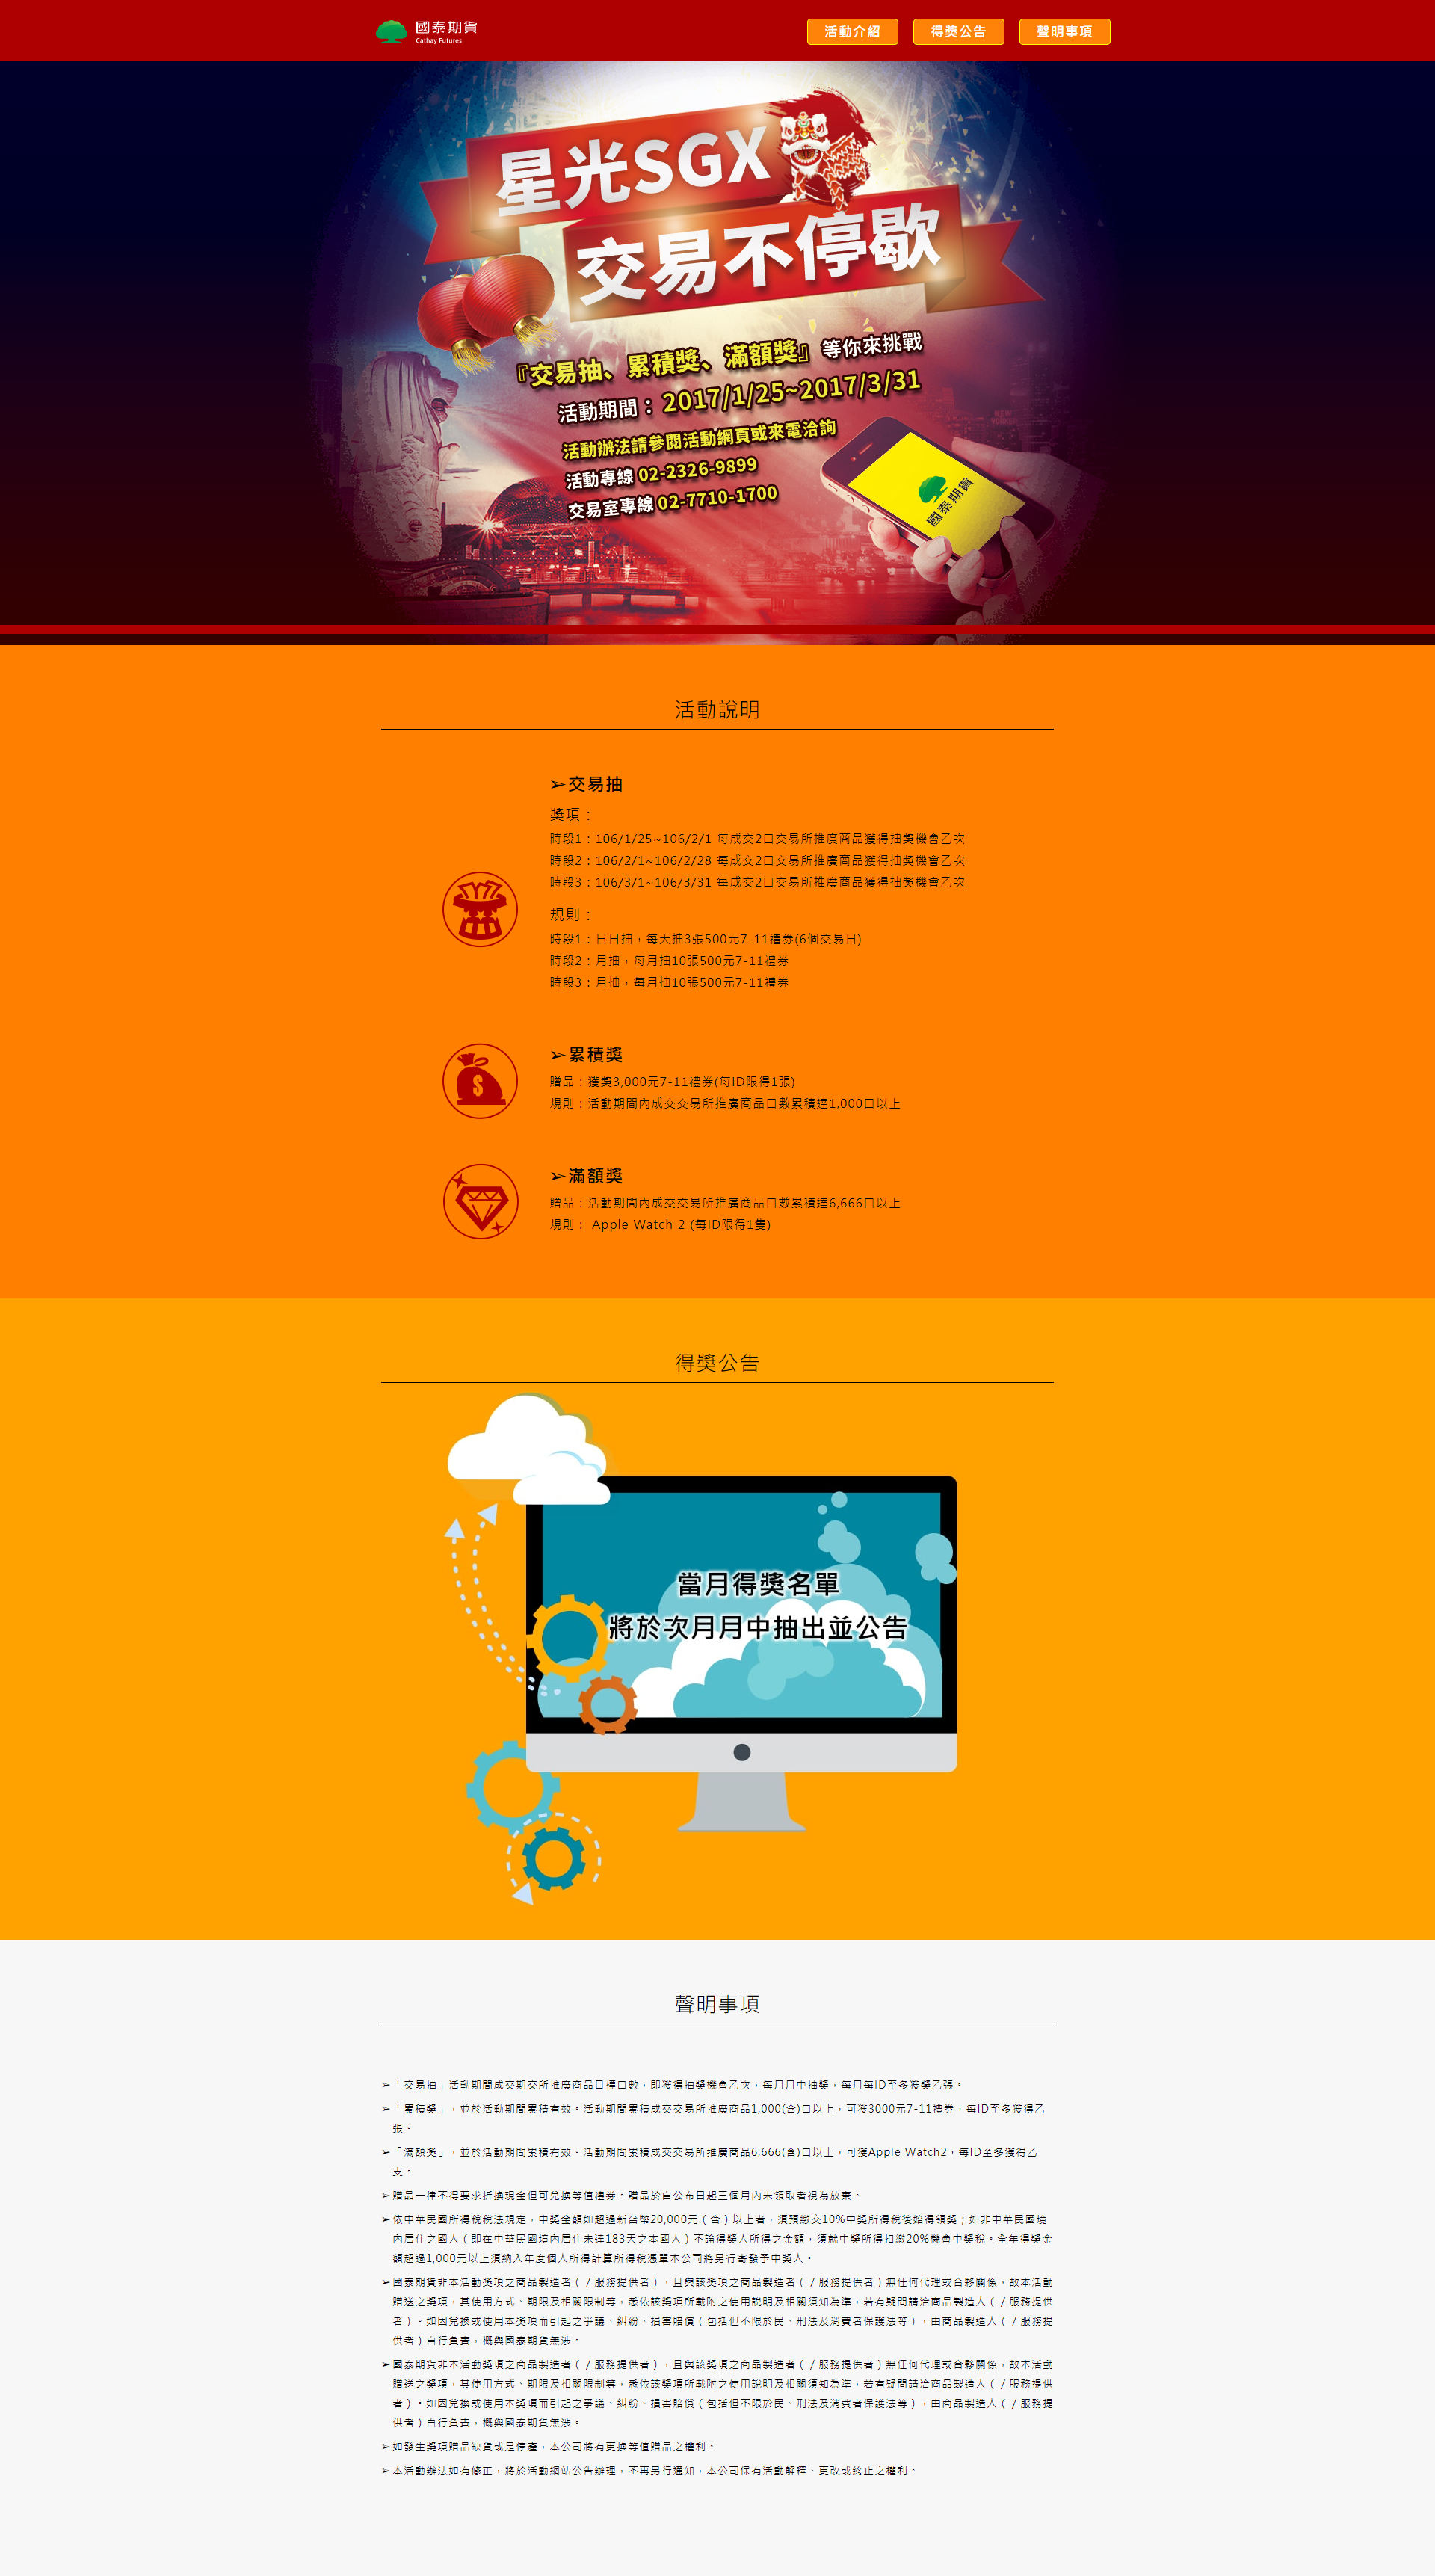 國泰期貨
Cathay Futures
活動介紹
得獎公告
聲明事項
星光SGX
交易不停歇
『交易抽、累積獎、滿額獎』等你來挑戰
活動期間：2017/1/25~2017/3/31
活動辦法請參閱活動網頁或來電洽詢
活動專線 02-2326-9899
交易室專線 02-7710-1700
國泰期貨
活動說明
➢交易抽
獎項：
時段1：106/1/25~106/2/1 每成交2口交易所推廣商品獲得抽獎機會乙次
時段2：106/2/1~106/2/28 每成交2口交易所推廣商品獲得抽獎機會乙次
時段3：106/3/1~106/3/31 每成交2口交易所推廣商品獲得抽獎機會乙次
規則：
時段1：日日抽，每天抽3張500元7-11禮券(6個交易日)
時段2：月抽，每月抽10張500元7-11禮券
時段3：月抽，每月抽10張500元7-11禮券
➢累積獎
贈品：獲獎3,000元7-11禮券(每ID限得1張)
規則：活動期間內成交交易所推廣商品口數累積達1,000口以上
➢滿額獎
贈品：活動期間內成交交易所推廣商品口數累積達6,666口以上
規則： Apple Watch 2 (每ID限得1隻)
得獎公告
當月得獎名單
將於次月月中抽出並公告
聲明事項
➢「交易抽」活動期間成交期交所推廣商品目標口數，即獲得抽獎機會乙次，每月月中抽獎，每月每ID至多獲獎乙張。
➢「累積獎」，並於活動期間累積有效。活動期間累積成交交易所推廣商品1,000(含)口以上，可獲3000元7-11禮券，每ID至多獲得乙
張。
➢「滿額獎」，並於活動期間累積有效。活動期間累積成交交易所推廣商品6,666(含)口以上，可獲Apple Watch2，每ID至多獲得乙
支。
➢贈品一律不得要求折換現金但可兌換等值禮券。贈品於自公布日起三個月內未領取者視為放棄。
➢依中華民國所得稅稅法規定，中獎金額如超過新台幣20,000元（含）以上者，須預繳交10%中獎所得稅後始得領獎；如非中華民國境
內居住之國人（即在中華民國境內居住未達183天之本國人）不論得獎人所得之金額，須就中獎所得扣繳20%機會中獎稅。全年得獎金
額超過1,000元以上須納入年度個人所得計算所得稅憑單本公司將另行寄發予中獎人。
➢國泰期貨非本活動獎項之商品製造者（／服務提供者），且與該獎項之商品製造者（／服務提供者）無任何代理或合夥關係，故本活動
贈送之獎項，其使用方式、期限及相關限制等，悉依該獎項所載附之使用說明及相關須知為準，若有疑問請洽商品製造人（／服務提供
者）。如因兌換或使用本獎項而引起之爭議、糾紛、損害賠償（包括但不限於民、刑法及消費者保護法等），由商品製造人（／服務提
供者）自行負責，概與國泰期貨無涉。
➢國泰期貨非本活動獎項之商品製造者（／服務提供者），且與該獎項之商品製造者（／服務提供者）無任何代理或合夥關係，故本活動
贈送之獎項，其使用方式、期限及相關限制等，悉依該獎項所載附之使用說明及相關須知為準，若有疑問請洽商品製造人（／服務提供
者）。如因兌換或使用本獎項而引起之爭議、糾紛、損害賠償（包括但不限於民、刑法及消費者保護法等），由商品製造人（／服務提
供者）自行負責，概與國泰期貨無涉。
➢如發生獎項贈品缺貨或是停產，本公司將有更換等值贈品之權利。
➢本活動辦法如有修正，將於活動網站公告辦理，不再另行通知，本公司保有活動解釋、更改或終止之權利。